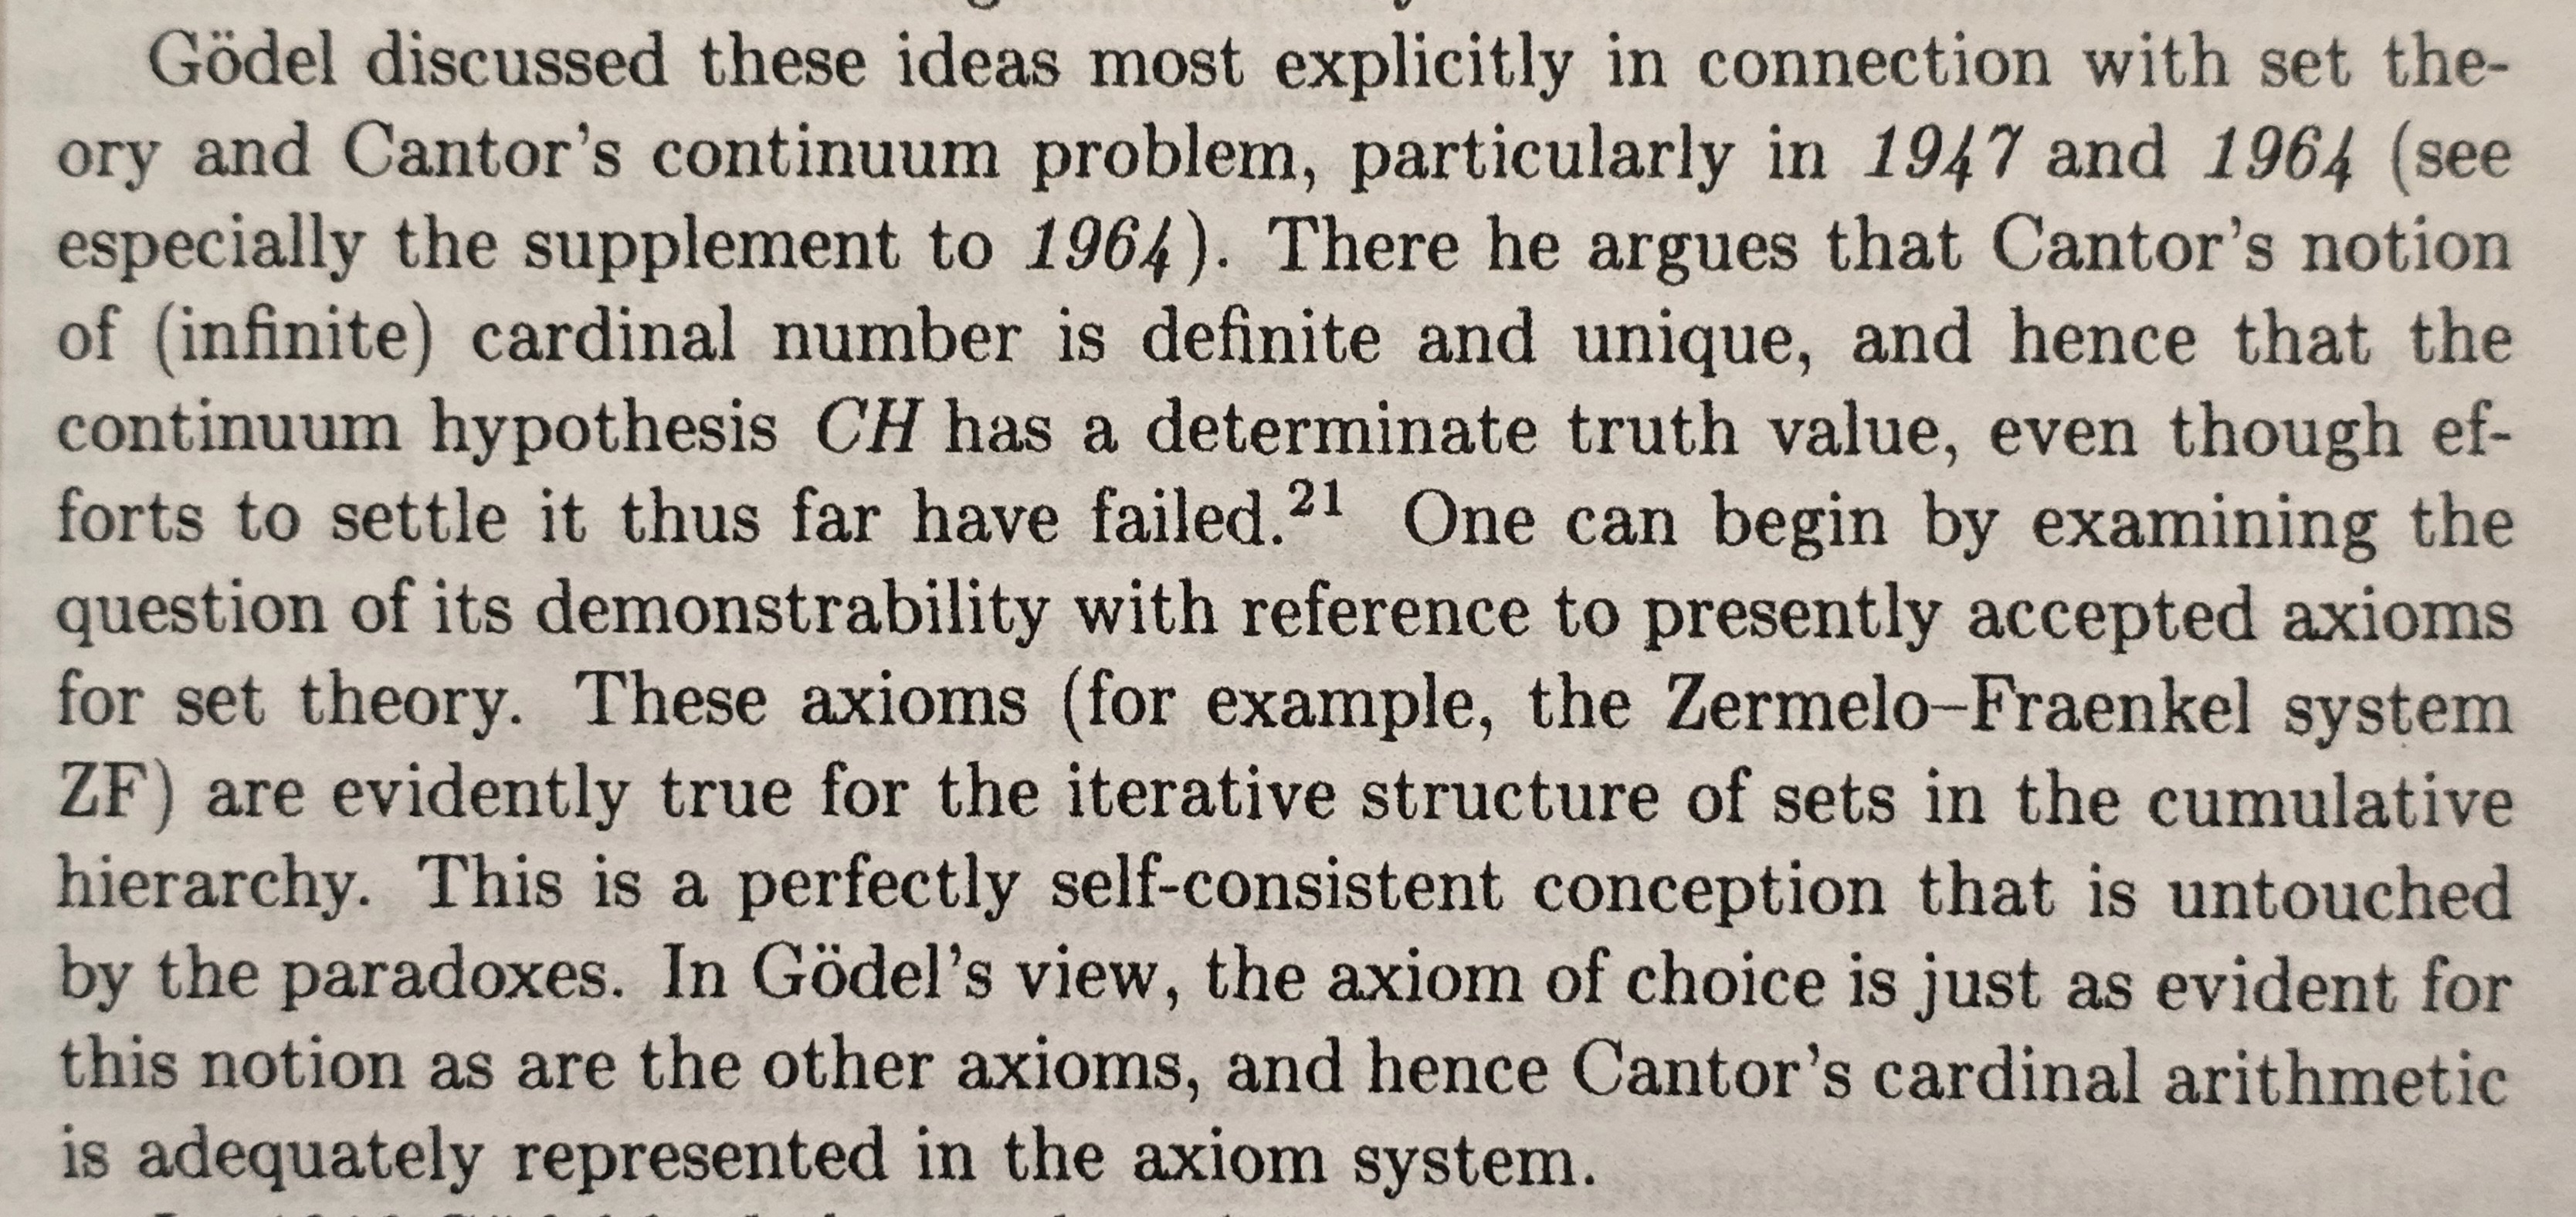 Gödel discussed these ideas most explicitly in connection with set the-
ory and Cantor's continuum problem, particularly in 1947 and 1964 (see
especially the supplement to 1964). There he argues that Cantor's notion
of (infinite) cardinal number is definite and unique, and hence that the
continuum hypothesis CH has a determinate truth value, even though ef-
forts to settle it thus far have failed.²¹ One can begin by examining the
question of its demonstrability with reference to presently accepted axioms
for set theory. These axioms (for example, the Zermelo–Fraenkel system
ZF) are evidently true for the iterative structure of sets in the cumulative
hierarchy. This is a perfectly self-consistent conception that is untouched
by the paradoxes. In Gödel's view, the axiom of choice is just as evident for
this notion as are the other axioms, and hence Cantor's cardinal arithmetic
is adequately represented in the axiom system.